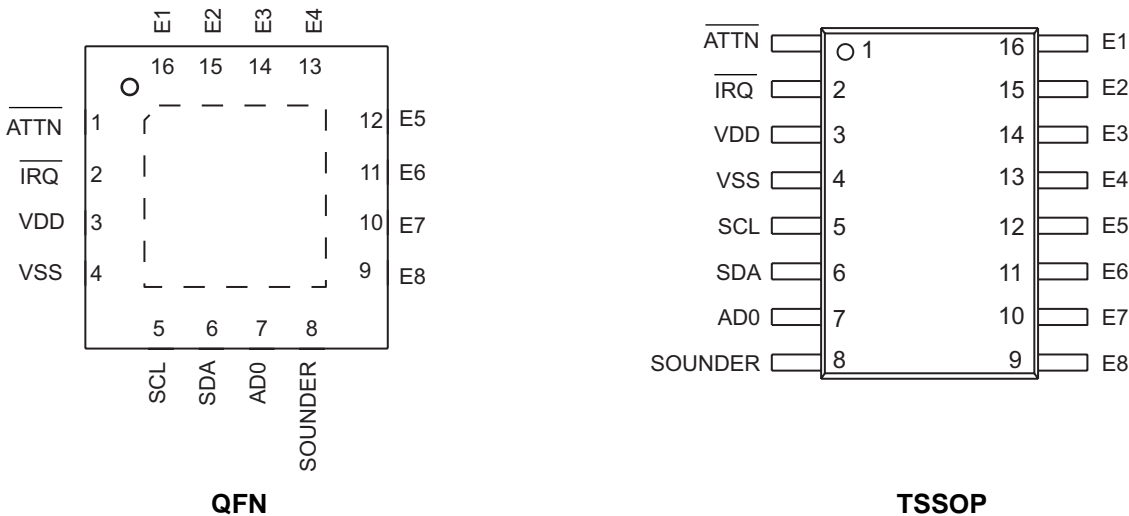 E1 E2 E3 E4
16 15 14 13
ATTN 1 12 E5
IRQ 2 11 E6
VDD 3 10 E7
VSS 4 9 E8
5 6 7 8
SCL SDA AD0 SOUNDER
QFN
ATTN 1 16 E1
IRQ 2 15 E2
VDD 3 14 E3
VSS 4 13 E4
SCL 5 12 E5
SDA 6 11 E6
AD0 7 10 E7
SOUNDER 8 9 E8
TSSOP